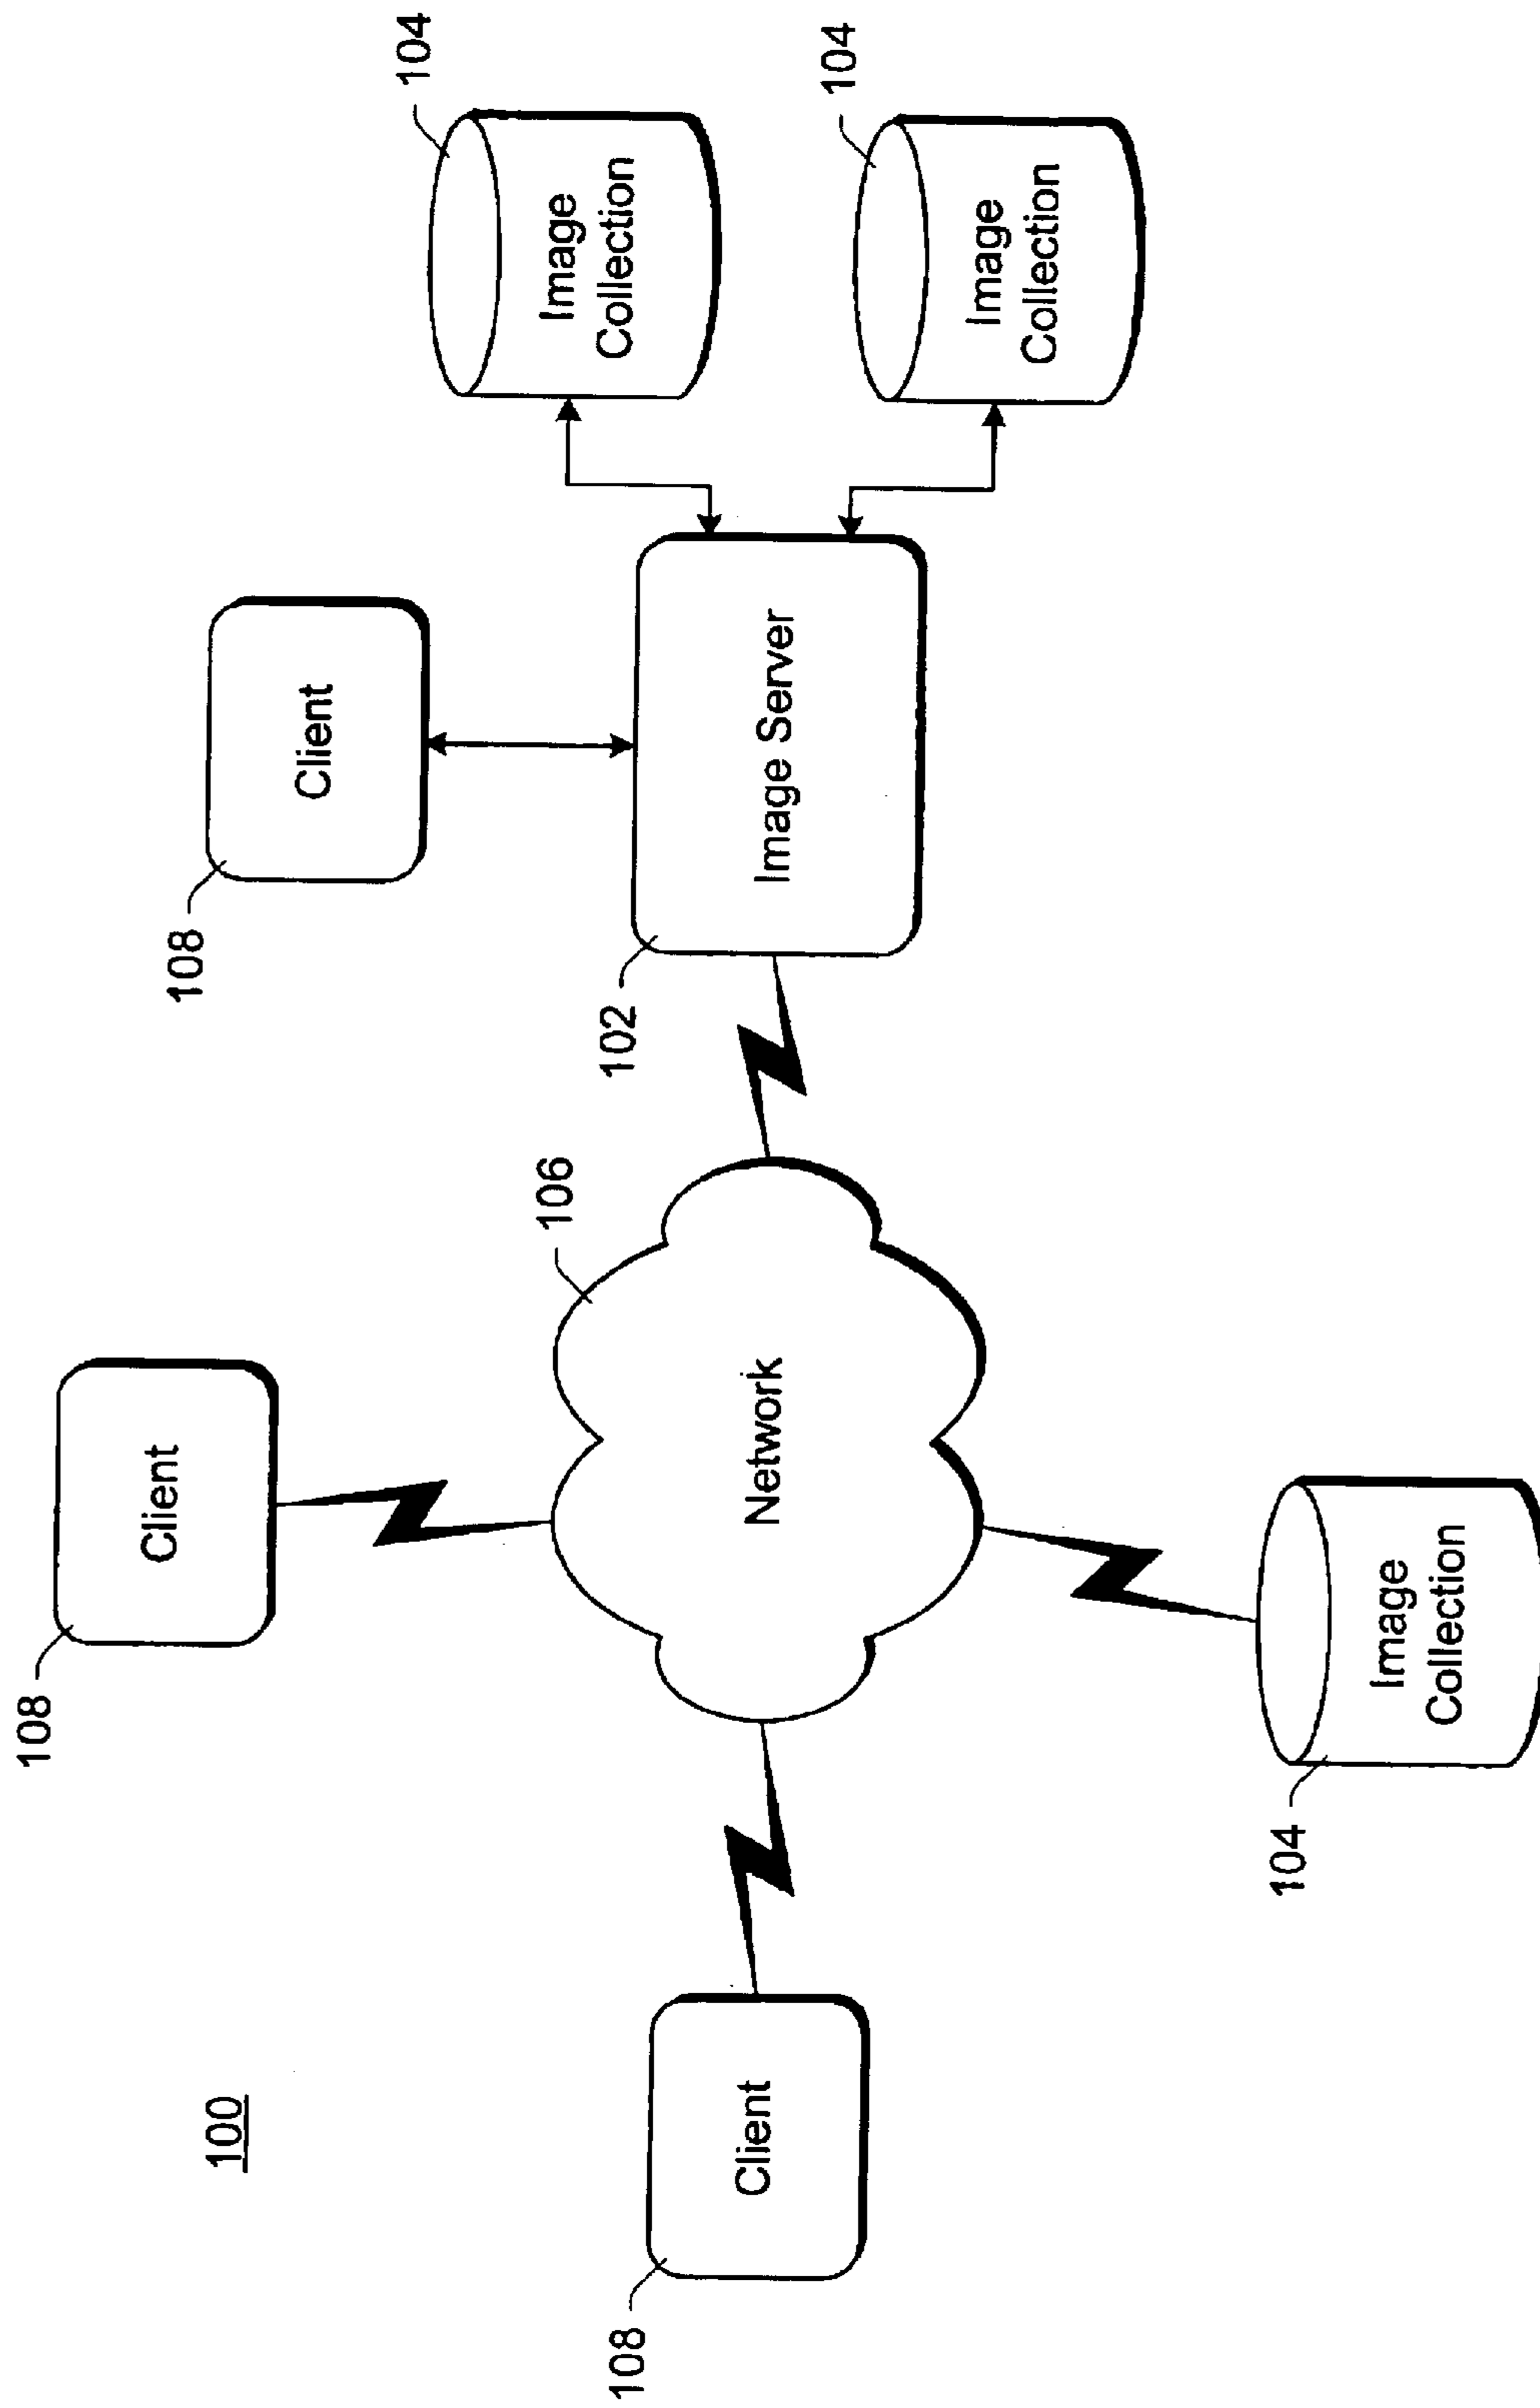 100
108
Client
108
Client
108
Client
104
Image
Collection
106
Network
102
Image Server
104
Image
Collection
104
Image
Collection